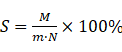 S = M / m·N × 100%